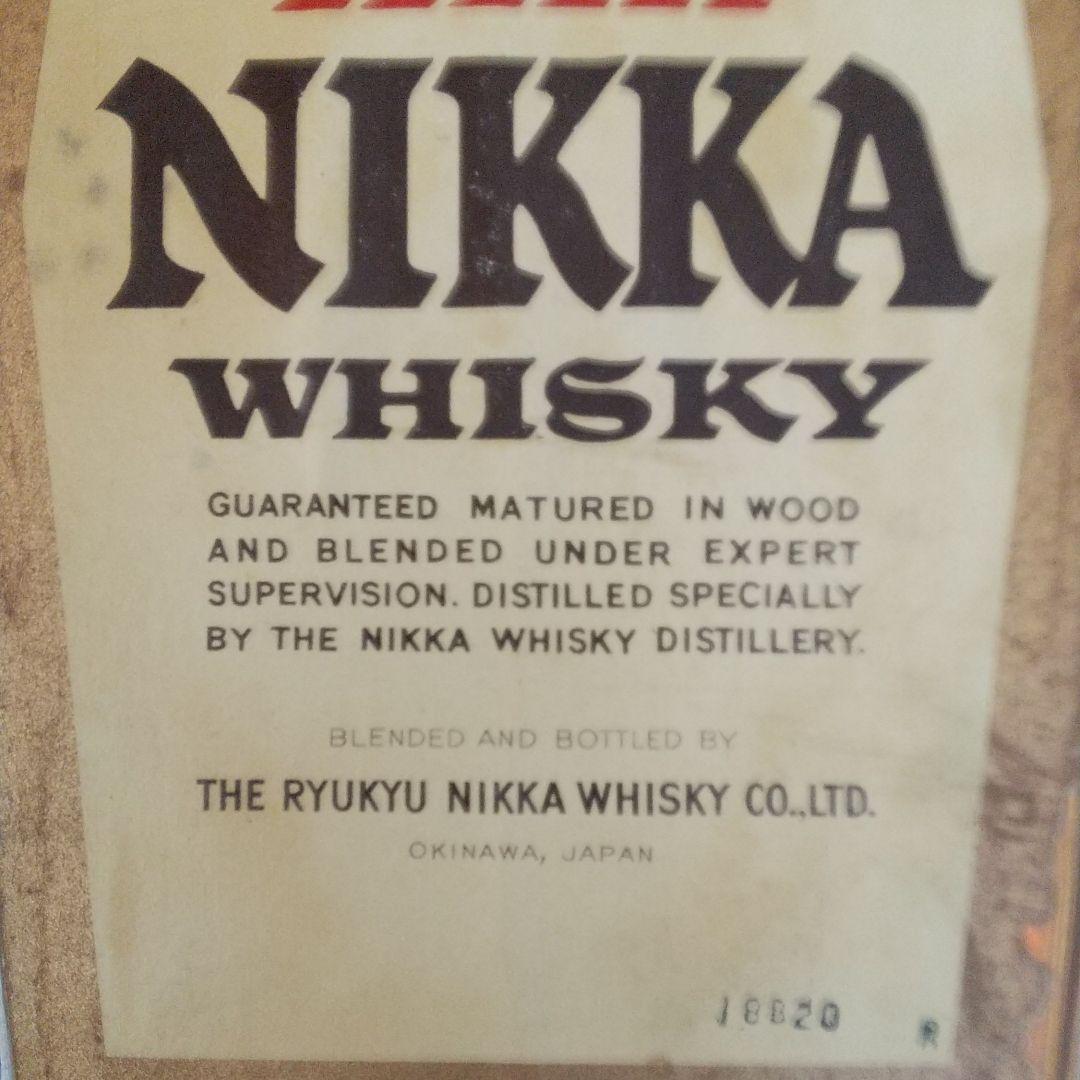 NIKKA
WHISKY
GUARANTEED MATURED IN WOOD
AND BLENDED UNDER EXPERT
SUPERVISION. DISTILLED SPECIALLY
BY THE NIKKA WHISKY DISTILLERY.
BLENDED AND BOTTLED BY
THE RYUKYU NIKKA WHISKY CO.,LTD.
OKINAWA, JAPAN
18820
R